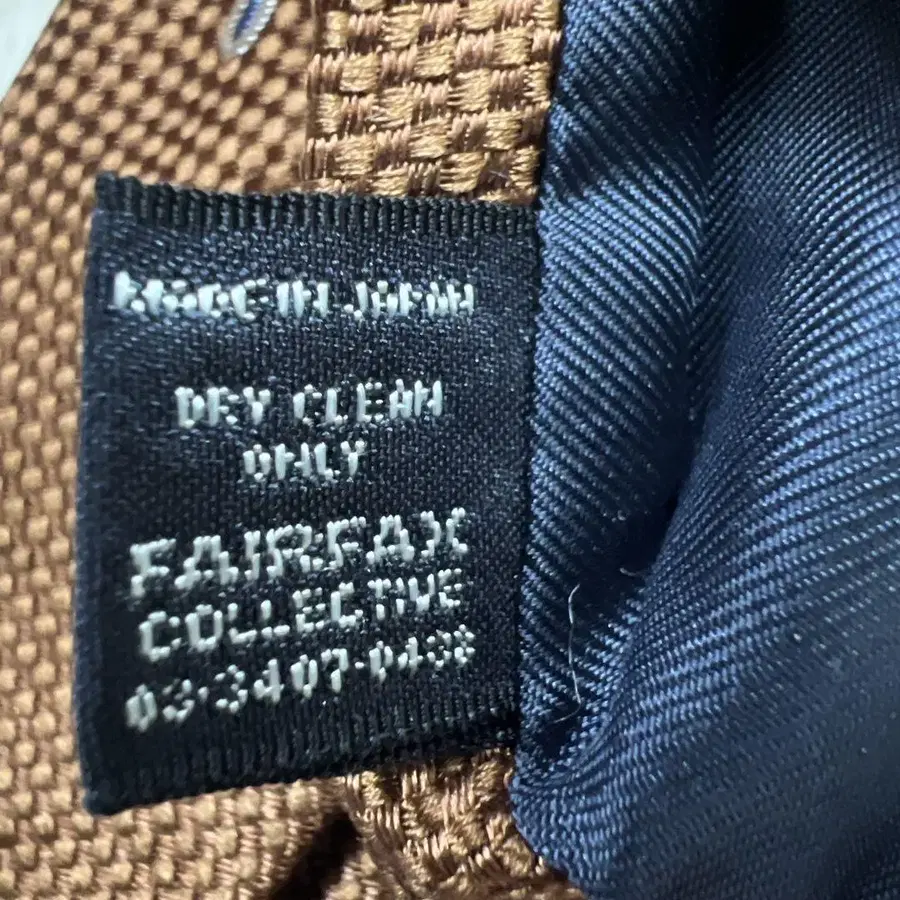 MADE IN JAPAN
DRY CLEAN
ONLY
FAIRFAX
COLLECTIVE
03-3407-0438